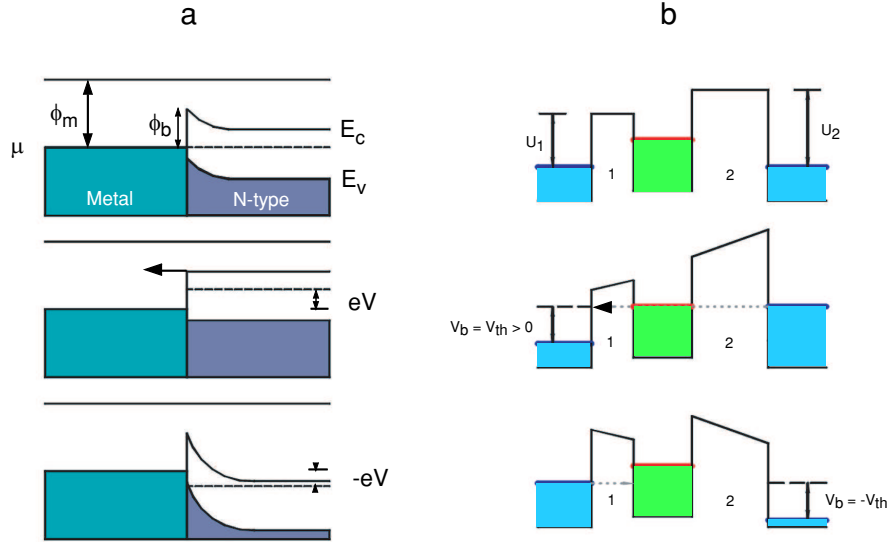 a
ϕm
ϕb
Ec
μ
Ev
Metal
N-type
eV
-eV
b
U1
U2
1
2
Vb = Vth > 0
1
2
1
2
Vb = -Vth